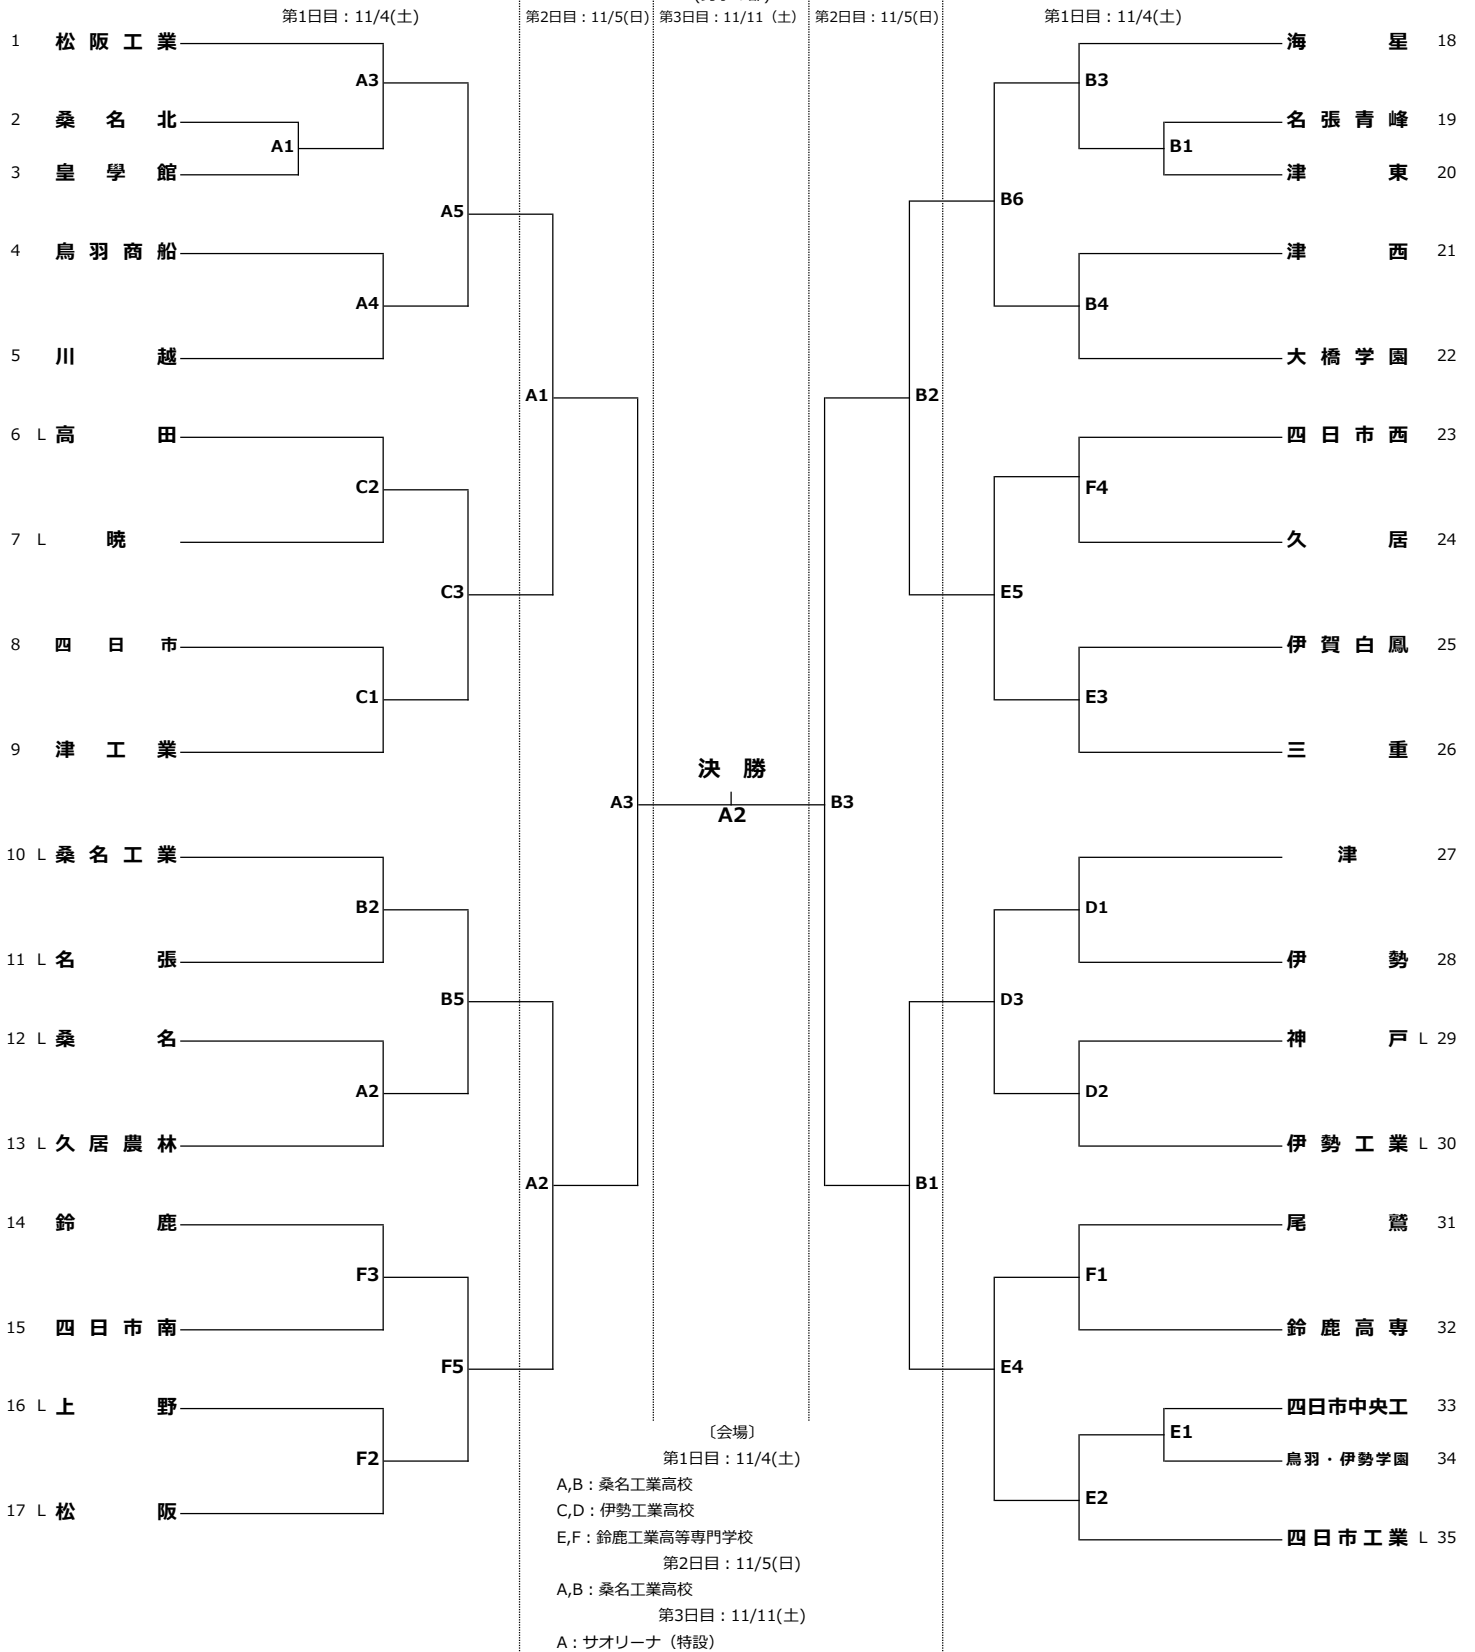 第1日目：11/4(土)
第2日目：11/5(日)
第3日目：11/11（土）
第2日目：11/5(日)
第1日目：11/4(土)
1 松阪工業
2 桑名北
3 皇學館
4 鳥羽商船
5 川越
6 L 高田
7 L 暁
8 四日市
9 津工業
10 L 桑名工業
11 L 名張
12 L 桑名
13 L 久居農林
14 鈴鹿
15 四日市南
16 L 上野
17 L 松阪
A3
A1
A5
A4
C2
C3
C1
B2
B5
A2
F3
F5
F2
A1
A2
A3
決勝
A2
B3
B2
B1
B3
B1
B6
B4
F4
E5
E3
D1
D3
D2
F1
E4
E1
E2
海星 18
名張青峰 19
津東 20
津西 21
大橋学園 22
四日市西 23
久居 24
伊賀白鳳 25
三重 26
津 27
伊勢 28
神戸 L 29
伊勢工業 L 30
尾鷲 31
鈴鹿高専 32
四日市中央工 33
鳥羽・伊勢学園 34
四日市工業 L 35
〔会場〕
第1日目：11/4(土)
A,B：桑名工業高校
C,D：伊勢工業高校
E,F：鈴鹿工業高等専門学校
第2日目：11/5(日)
A,B：桑名工業高校
第3日目：11/11(土)
A：サオリーナ（特設）